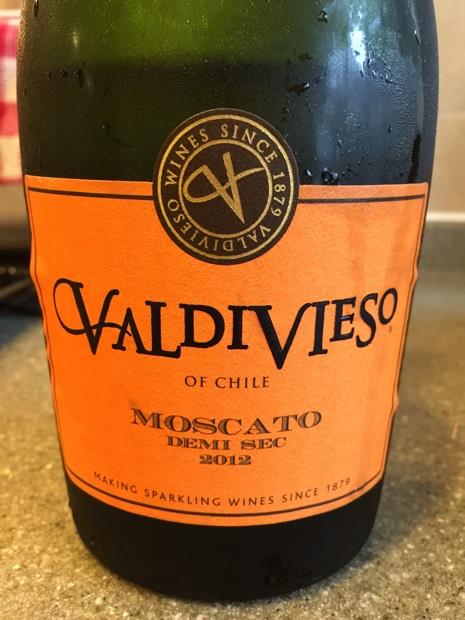 WINES SINCE 1879 VALDIVIESO
V
VALDIVIESO
OF CHILE
MOSCATO
DEMI SEC
2012
MAKING SPARKLING WINES SINCE 1879